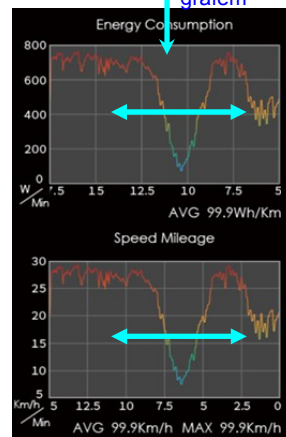 Energy Consumption
800
600
400
200
0
W/Min
7.5 15 12.5 10 7.5 5
AVG 99.9Wh/Km
Speed Mileage
30
25
20
15
10
5
Km/h/Min
5 12.5 10 7.5 5 2.5 0
AVG 99.9Km/h MAX 99.9Km/h